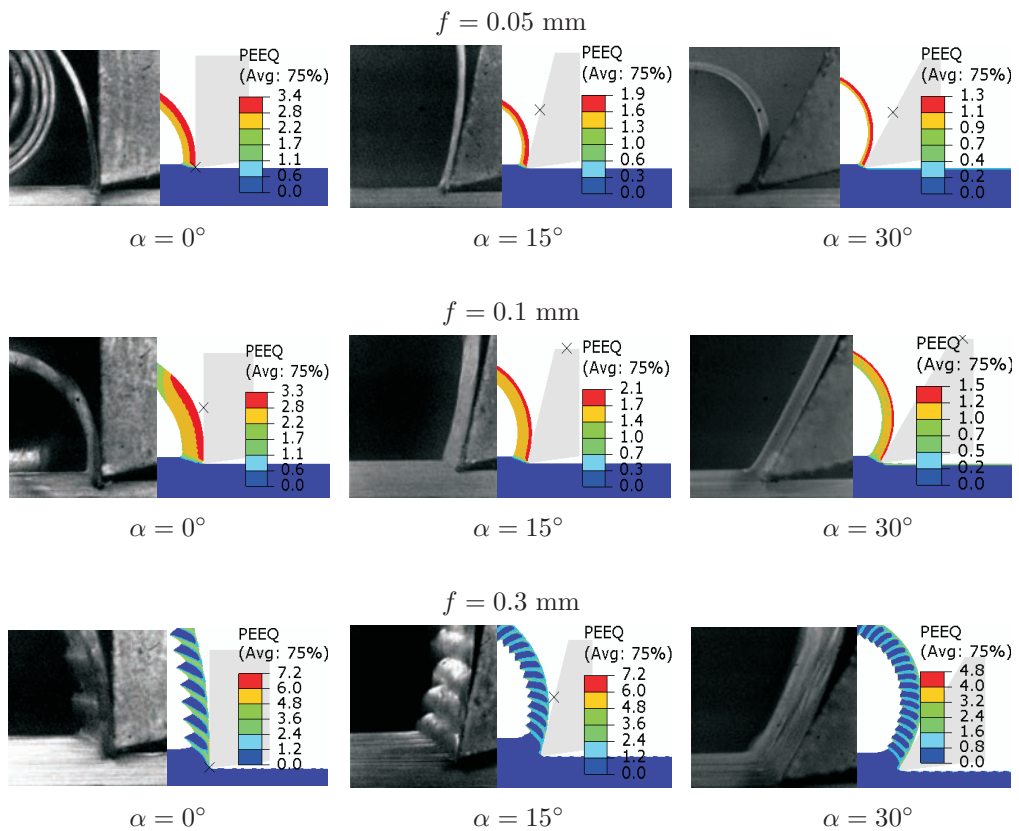 f = 0.05 mm
PEEQ
(Avg: 75%)
3.4
2.8
2.2
1.7
1.1
0.6
0.0
PEEQ
(Avg: 75%)
1.9
1.6
1.3
1.0
0.6
0.3
0.0
PEEQ
(Avg: 75%)
1.3
1.1
0.9
0.7
0.4
0.2
0.0
α = 0°
α = 15°
α = 30°
f = 0.1 mm
PEEQ
(Avg: 75%)
3.3
2.8
2.2
1.7
1.1
0.6
0.0
PEEQ
(Avg: 75%)
2.1
1.7
1.4
1.0
0.7
0.3
0.0
PEEQ
(Avg: 75%)
1.5
1.2
1.0
0.7
0.5
0.2
0.0
α = 0°
α = 15°
α = 30°
f = 0.3 mm
PEEQ
(Avg: 75%)
7.2
6.0
4.8
3.6
2.4
1.2
0.0
PEEQ
(Avg: 75%)
7.2
6.0
4.8
3.6
2.4
1.2
0.0
PEEQ
(Avg: 75%)
4.8
4.0
3.2
2.4
1.6
0.8
0.0
α = 0°
α = 15°
α = 30°